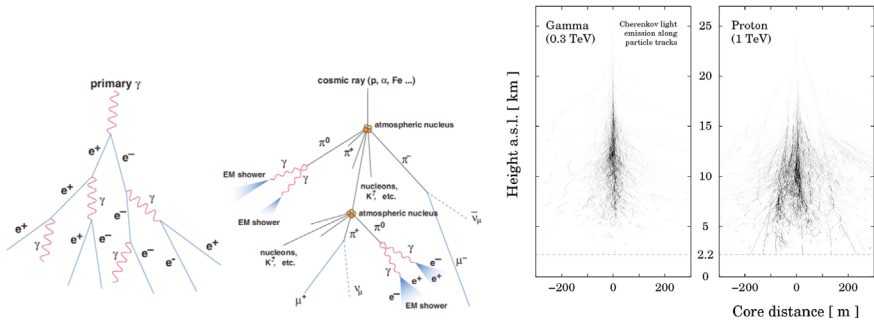 primary γ
e⁺
e⁻
e⁺
e⁻
γ
e⁺
γ
e⁺
e⁻
e⁻
γ
e⁻
e⁻
e⁺
cosmic ray (p, α, Fe ...)
atmospheric nucleus
π⁰
π⁺
π⁻
γ
γ
EM shower
EM shower
nucleons,
K±, etc.
atmospheric nucleus
π⁺
π⁰
nucleons,
K±, etc.
ν̅μ
γ
γ
μ⁻
e⁻
e⁺
e⁺
e⁻
μ⁺
νμ
EM shower
Height a.s.l. [ km ]
Gamma
(0.3 TeV)
Cherenkov light
emission along
particle tracks
Proton
(1 TeV)
25
20
15
10
5
2.2
0
-200 0 200
-200 0 200
Core distance [ m ]